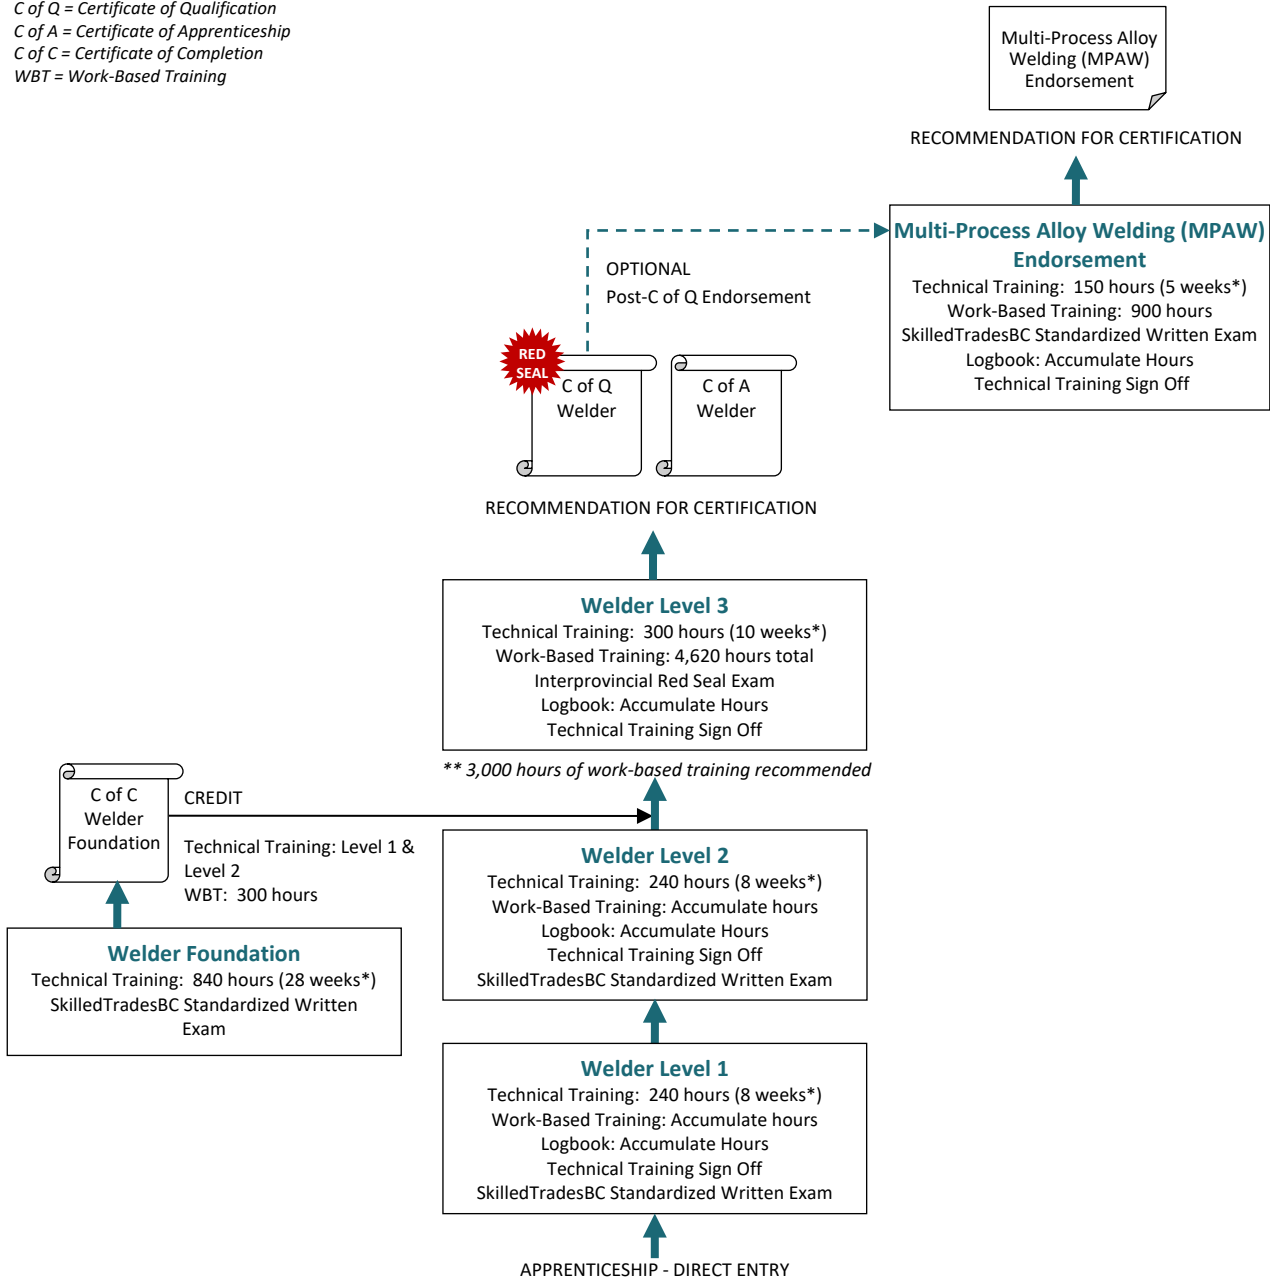 C of Q = Certificate of Qualification
C of A = Certificate of Apprenticeship
C of C = Certificate of Completion
WBT = Work-Based Training
Multi-Process Alloy
Welding (MPAW)
Endorsement
RECOMMENDATION FOR CERTIFICATION
Multi-Process Alloy Welding (MPAW)
Endorsement
Technical Training:  150 hours (5 weeks*)
Work-Based Training:  900 hours
SkilledTradesBC Standardized Written Exam
Logbook: Accumulate Hours
Technical Training Sign Off
OPTIONAL
Post-C of Q Endorsement
RED
SEAL
C of Q
Welder
C of A
Welder
RECOMMENDATION FOR CERTIFICATION
Welder Level 3
Technical Training:  300 hours (10 weeks*)
Work-Based Training: 4,620 hours total
Interprovincial Red Seal Exam
Logbook: Accumulate Hours
Technical Training Sign Off
** 3,000 hours of work-based training recommended
C of C
Welder
Foundation
CREDIT
Technical Training: Level 1 &
Level 2
WBT:  300 hours
Welder Foundation
Technical Training:  840 hours (28 weeks*)
SkilledTradesBC Standardized Written
Exam
Welder Level 2
Technical Training:  240 hours (8 weeks*)
Work-Based Training: Accumulate hours
Logbook: Accumulate Hours
Technical Training Sign Off
SkilledTradesBC Standardized Written Exam
Welder Level 1
Technical Training:  240 hours (8 weeks*)
Work-Based Training: Accumulate hours
Logbook: Accumulate Hours
Technical Training Sign Off
SkilledTradesBC Standardized Written Exam
APPRENTICESHIP - DIRECT ENTRY